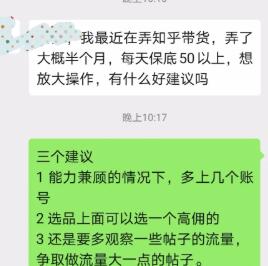 我最近在弄知乎带货，弄了
大概半个月，每天保底50以上，想
放大操作，有什么好建议吗
晚上10:17
三个建议
1 能力兼顾的情况下，多上几个账
号
2 选品上面可以选一个高佣的
3 还是要多观察一些帖子的流量，
争取做流量大一点的帖子。